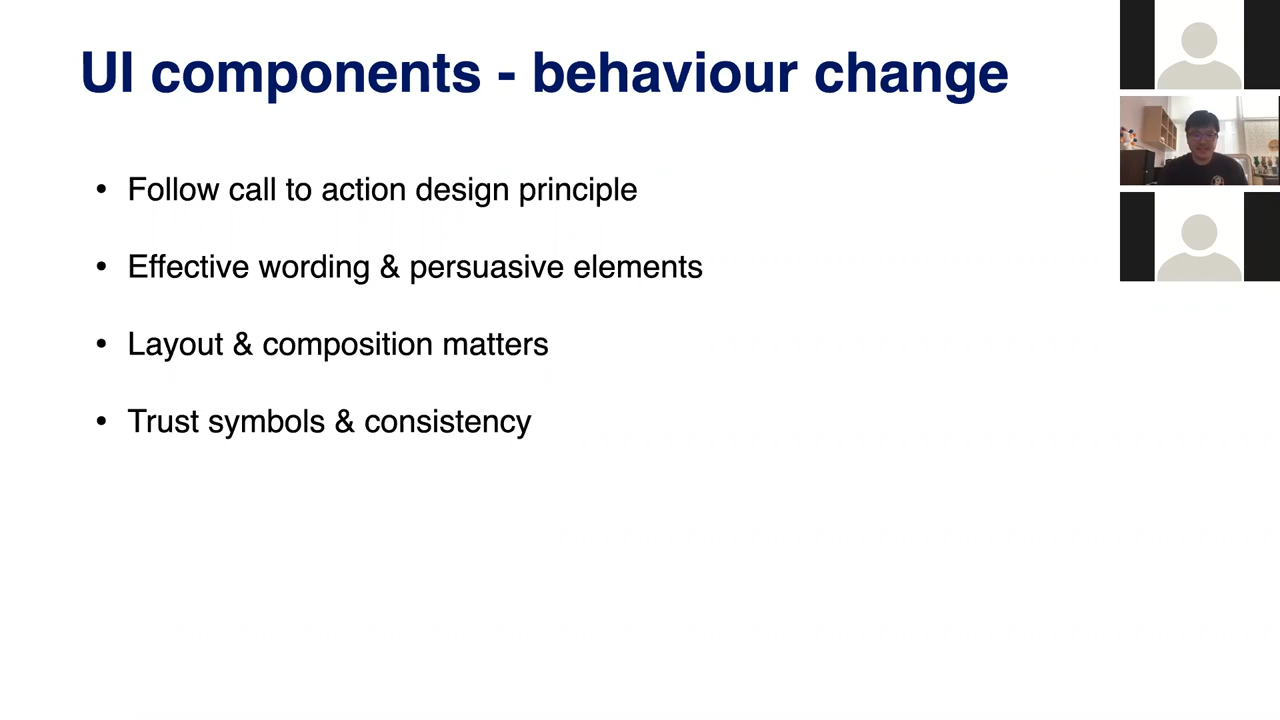 UI components - behaviour change
• Follow call to action design principle
• Effective wording & persuasive elements
• Layout & composition matters
• Trust symbols & consistency